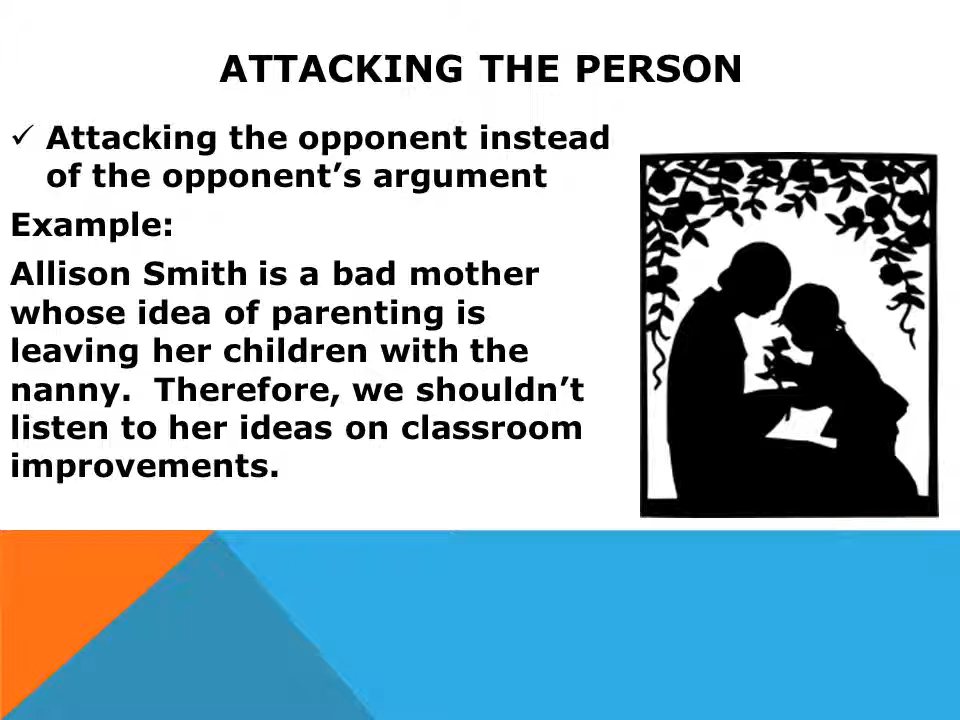 ATTACKING THE PERSON
✓ Attacking the opponent instead
of the opponent’s argument
Example:
Allison Smith is a bad mother
whose idea of parenting is
leaving her children with the
nanny.  Therefore, we shouldn’t
listen to her ideas on classroom
improvements.